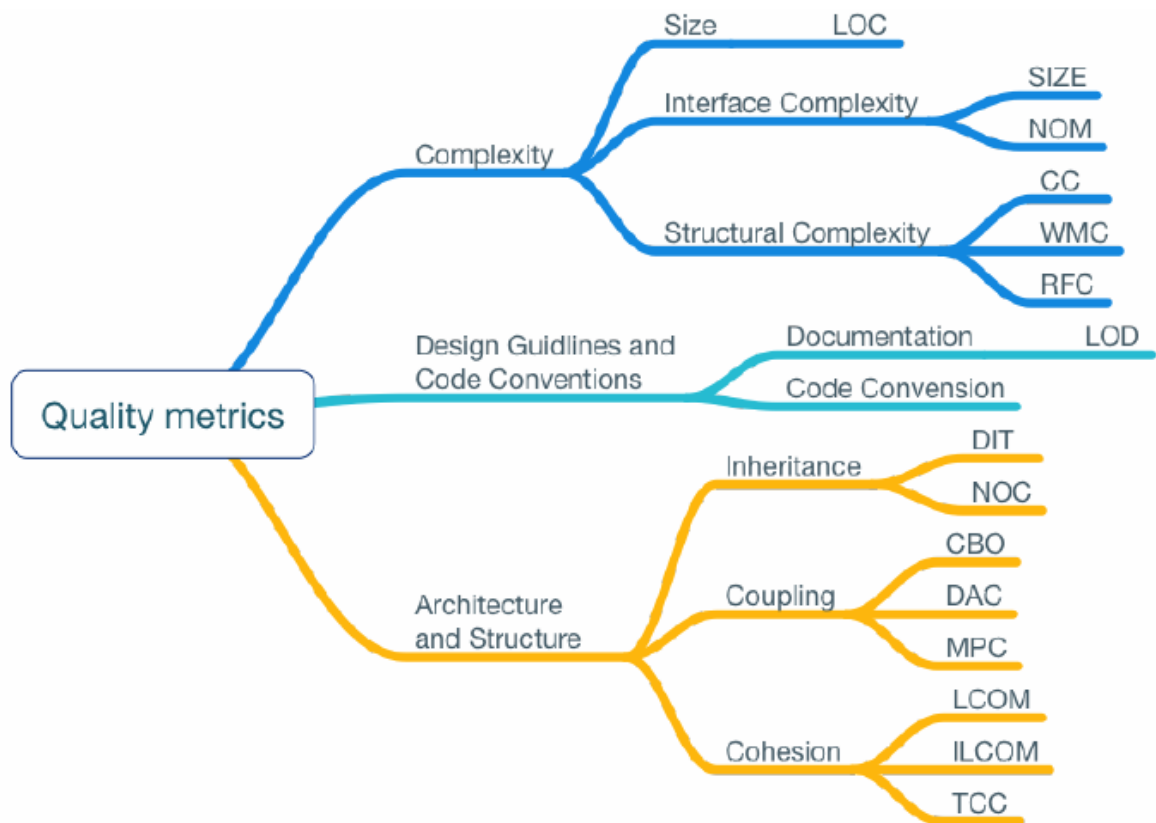 Size
LOC
Interface Complexity
SIZE
NOM
Complexity
Structural Complexity
CC
WMC
RFC
Quality metrics
Design Guidlines and
Code Conventions
Documentation
LOD
Code Convension
Architecture
and Structure
Inheritance
DIT
NOC
Coupling
CBO
DAC
MPC
Cohesion
LCOM
ILCOM
TCC